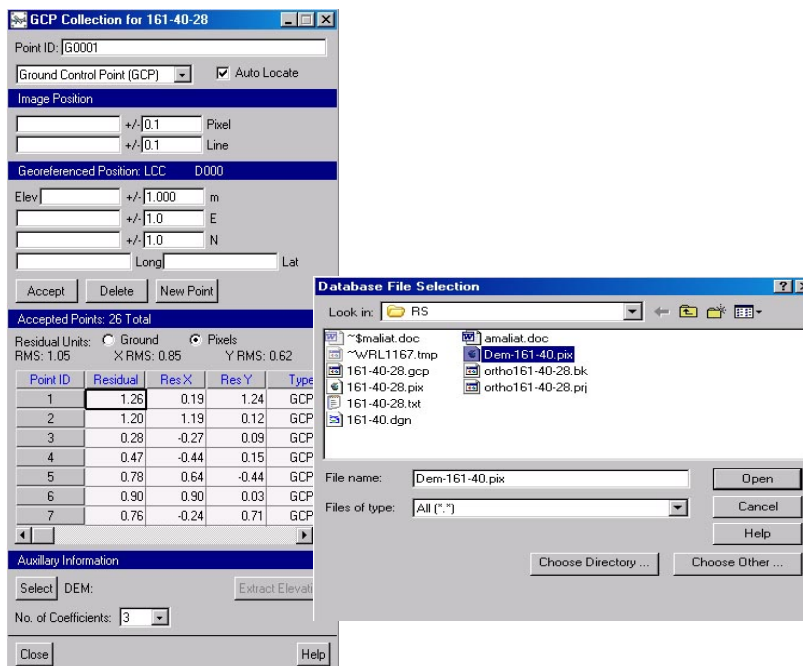 GCP Collection for 161-40-28
Point ID: G0001
Ground Control Point (GCP) Auto Locate
Image Position
+/- 0.1 Pixel
+/- 0.1 Line
Georeferenced Position: LCC D000
Elev +/- 1.000 m
+/- 1.0 E
+/- 1.0 N
Long Lat
Accept Delete New Point
Accepted Points: 26 Total
Residual Units: Ground Pixels
RMS: 1.05 X RMS: 0.85 Y RMS: 0.62
Point ID Residual Res X Res Y Type
1 1.26 0.19 1.24 GCP
2 1.20 1.19 0.12 GCP
3 0.28 -0.27 0.09 GCP
4 0.47 -0.44 0.15 GCP
5 0.78 0.64 -0.44 GCP
6 0.90 0.90 0.03 GCP
7 0.76 -0.24 0.71 GCP
Auxillary Information
Select DEM: Extract Elevati
No. of Coefficients: 3
Close Help
Database File Selection
Look in: RS
~$maliat.doc
~WRL1167.tmp
161-40-28.gcp
161-40-28.pix
161-40-28.txt
161-40.dgn
amaliat.doc
Dem-161-40.pix
ortho161-40-28.bk
ortho161-40-28.prj
File name: Dem-161-40.pix Open
Files of type: All (*.*) Cancel
Help
Choose Directory ... Choose Other ...